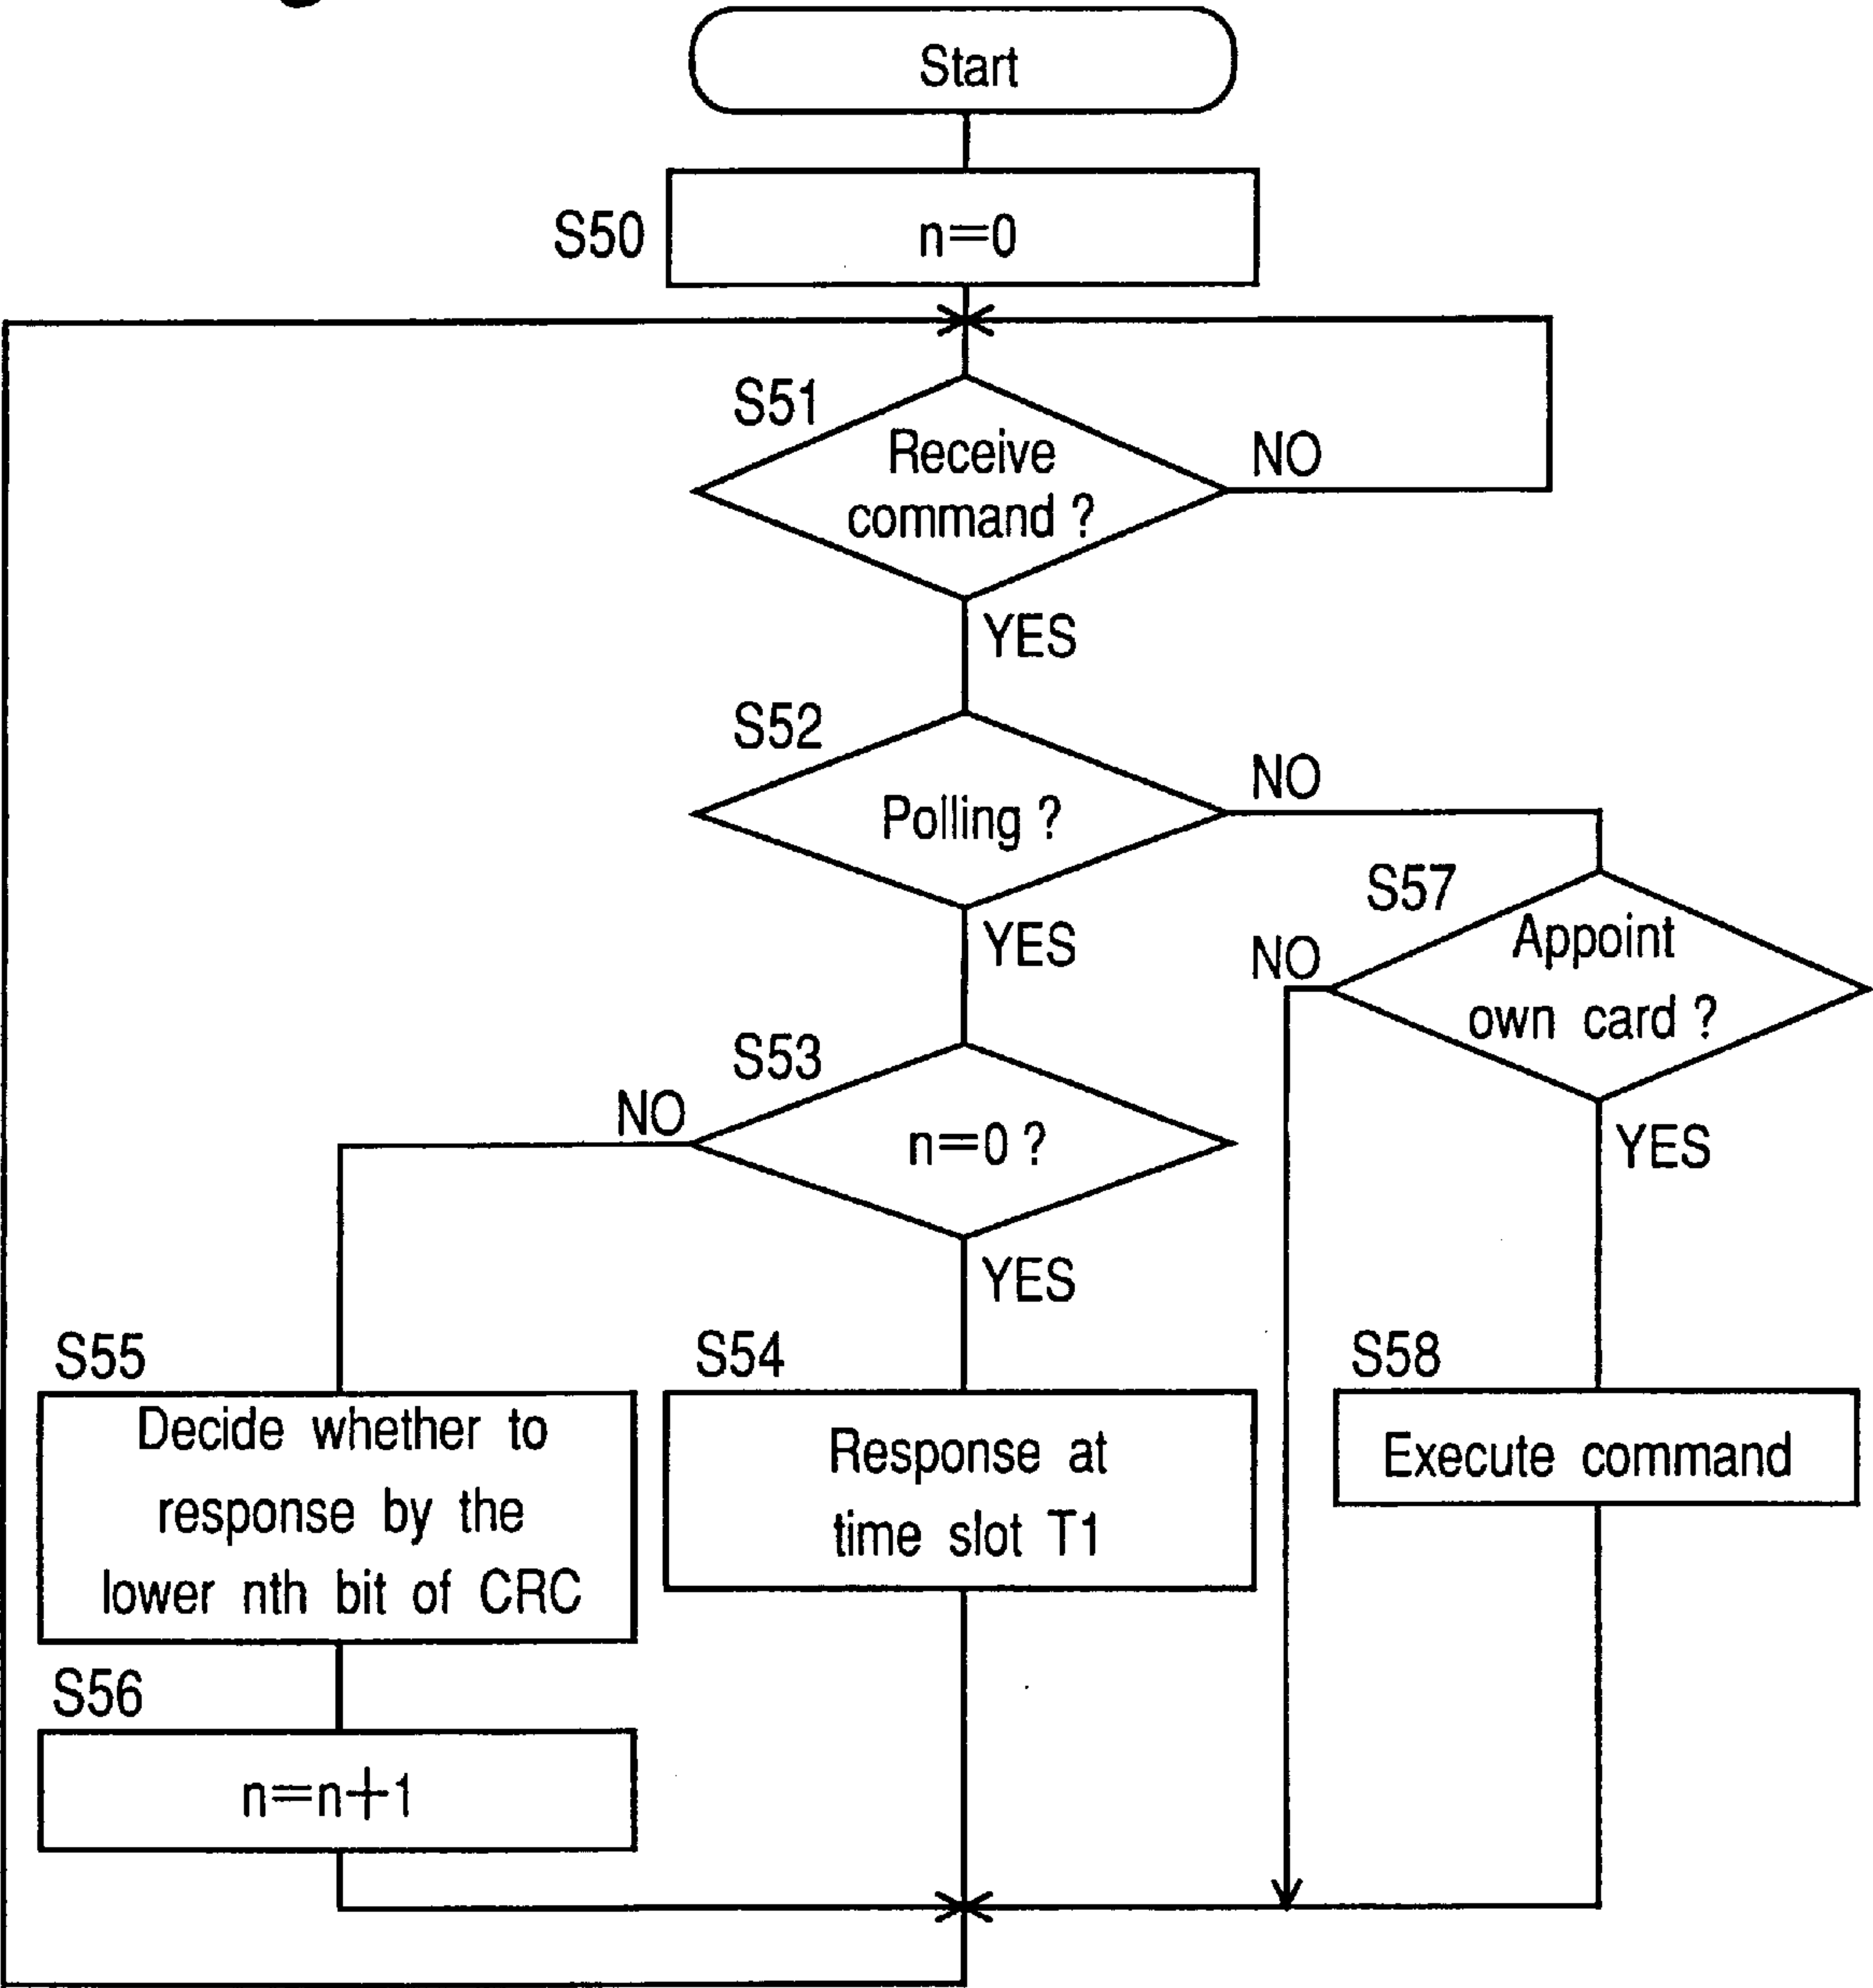 Start
S50
n=0
S51
Receive
command ?
NO
YES
S52
Polling ?
NO
YES
S57
Appoint
own card ?
NO
YES
S53
n=0 ?
NO
YES
S55
Decide whether to
response by the
lower nth bit of CRC
S54
Response at
time slot T1
S58
Execute command
S56
n=n+1